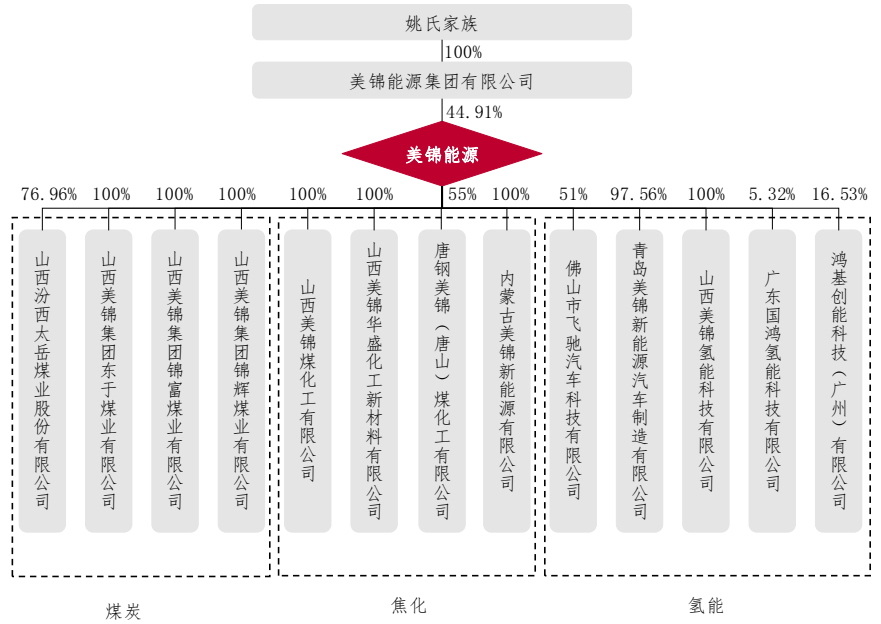 姚氏家族
100%
美锦能源集团有限公司
44.91%
美锦能源
76.96%
100%
100%
100%
100%
100%
55%
100%
51%
97.56%
100%
5.32%
16.53%
山西汾西太岳煤业股份有限公司
山西美锦集团东于煤业有限公司
山西美锦集团锦富煤业有限公司
山西美锦集团锦辉煤业有限公司
山西美锦煤化工有限公司
山西美锦华盛化工新材料有限公司
唐钢美锦（唐山）煤化工有限公司
内蒙古美锦新能源有限公司
佛山市飞驰汽车科技有限公司
青岛美锦新能源汽车制造有限公司
山西美锦氢能科技有限公司
广东国鸿氢能科技有限公司
鸿基创能科技（广州）有限公司
煤炭
焦化
氢能